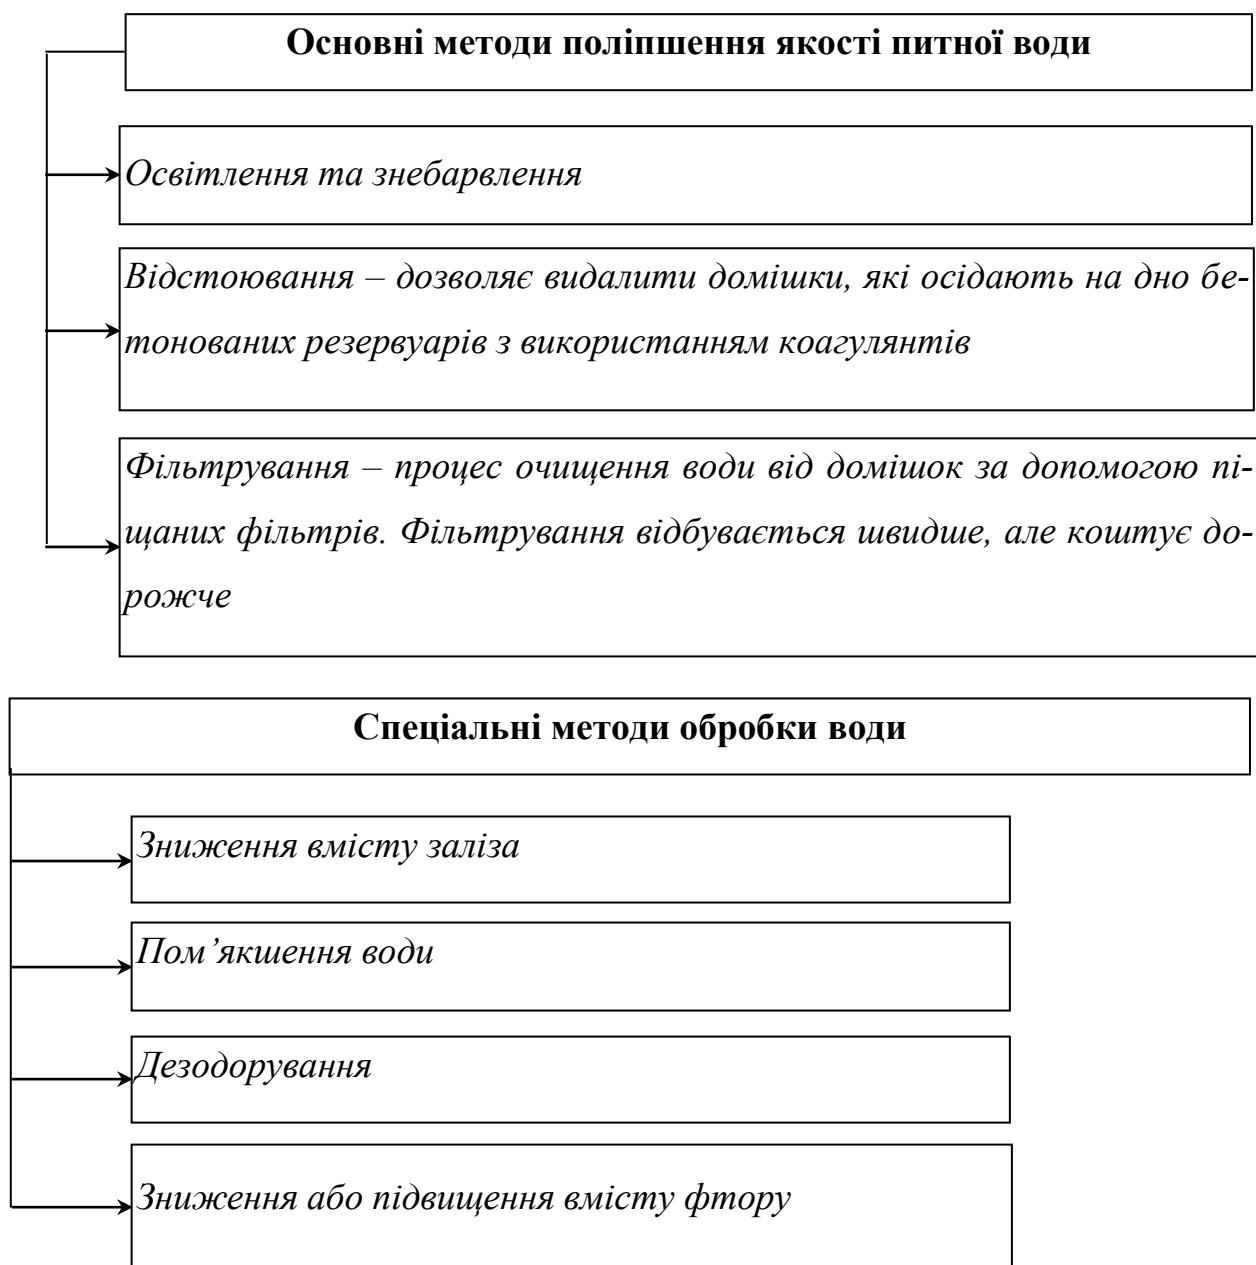 Основні методи поліпшення якості питної води
Освітлення та знебарвлення
Відстоювання – дозволяє видалити домішки, які осідають на дно бе-
тонованих резервуарів з використанням коагулянтів
Фільтрування – процес очищення води від домішок за допомогою пі-
щаних фільтрів. Фільтрування відбувається швидше, але коштує до-
рожче
Спеціальні методи обробки води
Зниження вмісту заліза
Пом’якшення води
Дезодорування
Зниження або підвищення вмісту фтору